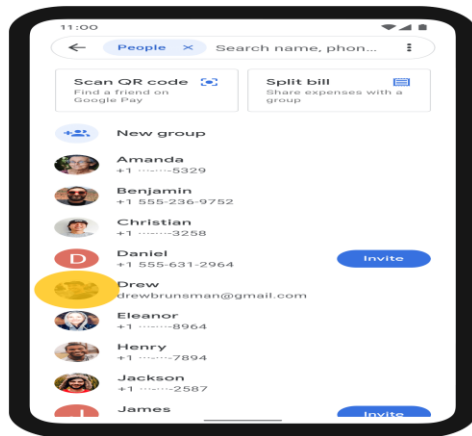 11:00
People × Search name, phon...
Scan QR code
Find a friend on
Google Pay
Split bill
Share expenses with a
group
New group
Amanda
+1 ···-···-5329
Benjamin
+1 555-236-9752
Christian
+1 ···-···-3258
Daniel
+1 555-631-2964
D
Invite
Drew
drewbrunsman@gmail.com
Eleanor
+1 ···-···-8964
Henry
+1 ···-···-7894
Jackson
+1 ···-···-2587
James
Invite